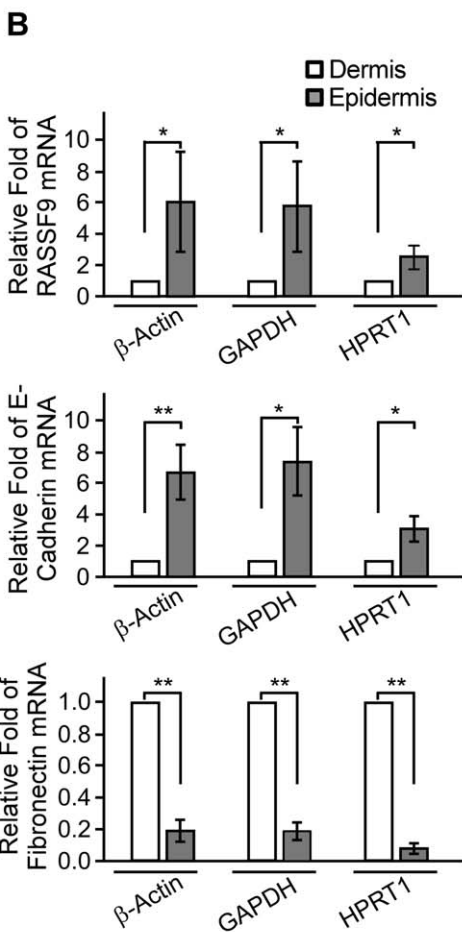 B
Dermis
Epidermis
Relative Fold of
RASSF9 mRNA
10
8
6
4
2
0
*
*
*
β-Actin
GAPDH
HPRT1
Relative Fold of E-
Cadherin mRNA
10
8
6
4
2
0
**
*
*
β-Actin
GAPDH
HPRT1
Relative Fold of
Fibronectin mRNA
1.0
0.8
0.6
0.4
0.2
0.0
**
**
**
β-Actin
GAPDH
HPRT1